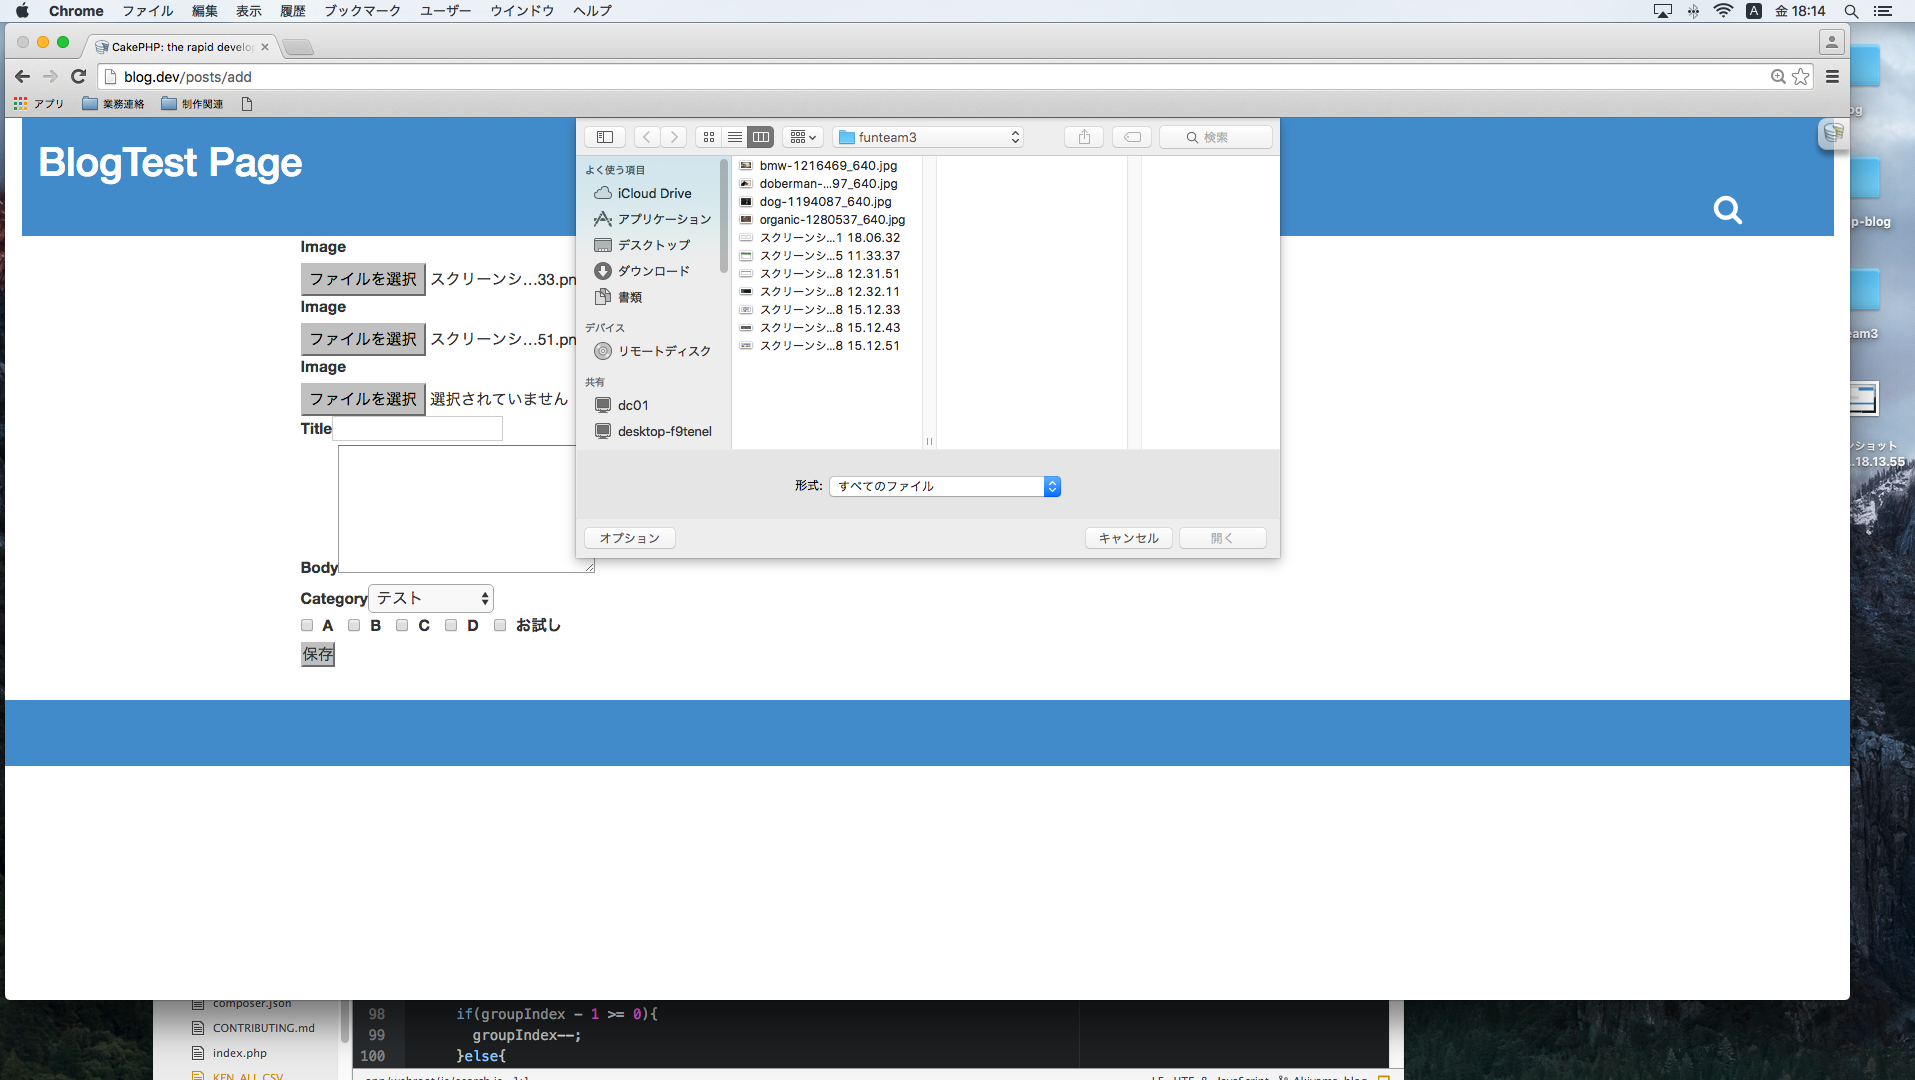 Chrome ファイル 編集 表示 履歴 ブックマーク ユーザー ウインドウ ヘルプ
A 金 18:14
CakePHP: the rapid develo
blog.dev/posts/add
アプリ 業務連絡 制作関連
BlogTest Page
funteam3
検索
よく使う項目
iCloud Drive
アプリケーション
デスクトップ
ダウンロード
書類
デバイス
リモートディスク
共有
dc01
desktop-f9tenel
bmw-1216469_640.jpg
doberman-...97_640.jpg
dog-1194087_640.jpg
organic-1280537_640.jpg
スクリーンシ...1 18.06.32
スクリーンシ...5 11.33.37
スクリーンシ...8 12.31.51
スクリーンシ...8 12.32.11
スクリーンシ...8 15.12.33
スクリーンシ...8 15.12.43
スクリーンシ...8 15.12.51
形式: すべてのファイル
オプション キャンセル 開く
Image
ファイルを選択 スクリーンシ...33.pn
Image
ファイルを選択 スクリーンシ...51.pn
Image
ファイルを選択 選択されていません
Title
Body
Category テスト
A B C D お試し
保存
og
p-blog
am3
ンショット
.18.13.55
composer.json
CONTRIBUTING.md
index.php
KEN_ALL.CSV
98 if(groupIndex - 1 >= 0){
99 groupIndex--;
100 }else{